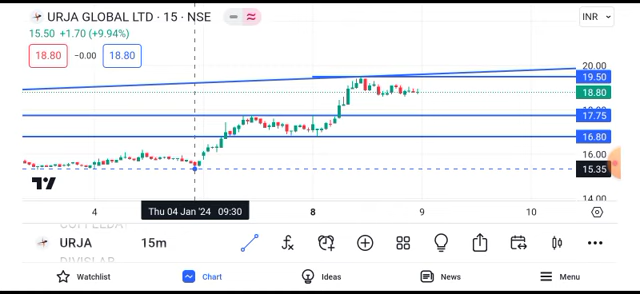 URJA GLOBAL LTD · 15 · NSE
INR
15.50 +1.70 (+9.94%)
18.80 −0.00 18.80
20.00
19.50
18.80
17.75
16.80
16.00
15.35
14.00
4 Thu 04 Jan '24 09:30 8 9 10
URJA 15m
Watchlist Chart Ideas News Menu